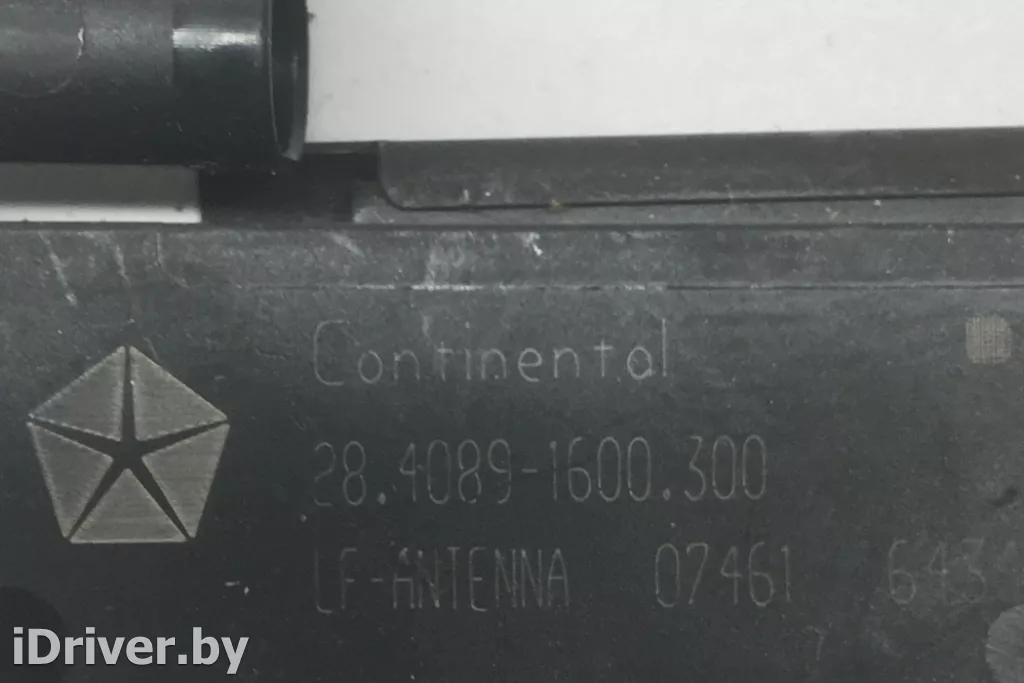 Continental
28.4089-1600.300
LF-ANTENNA 07461
iDriver.by